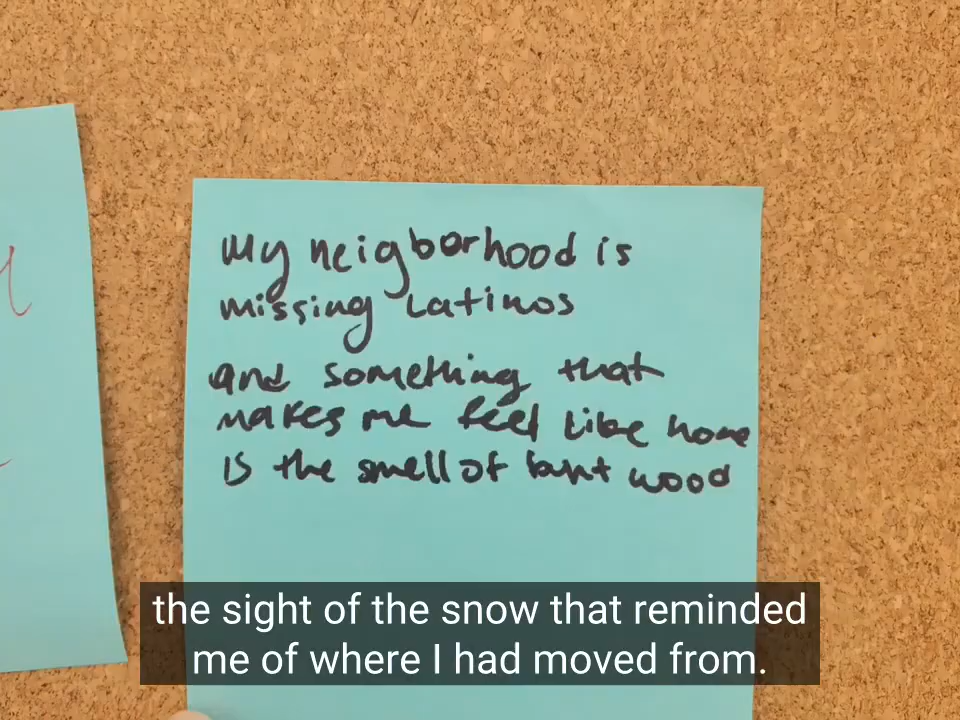 my neigborhood is
missing Latinos
and something that
makes me feel like home
is the smell of burnt wood
the sight of the snow that reminded
me of where I had moved from.